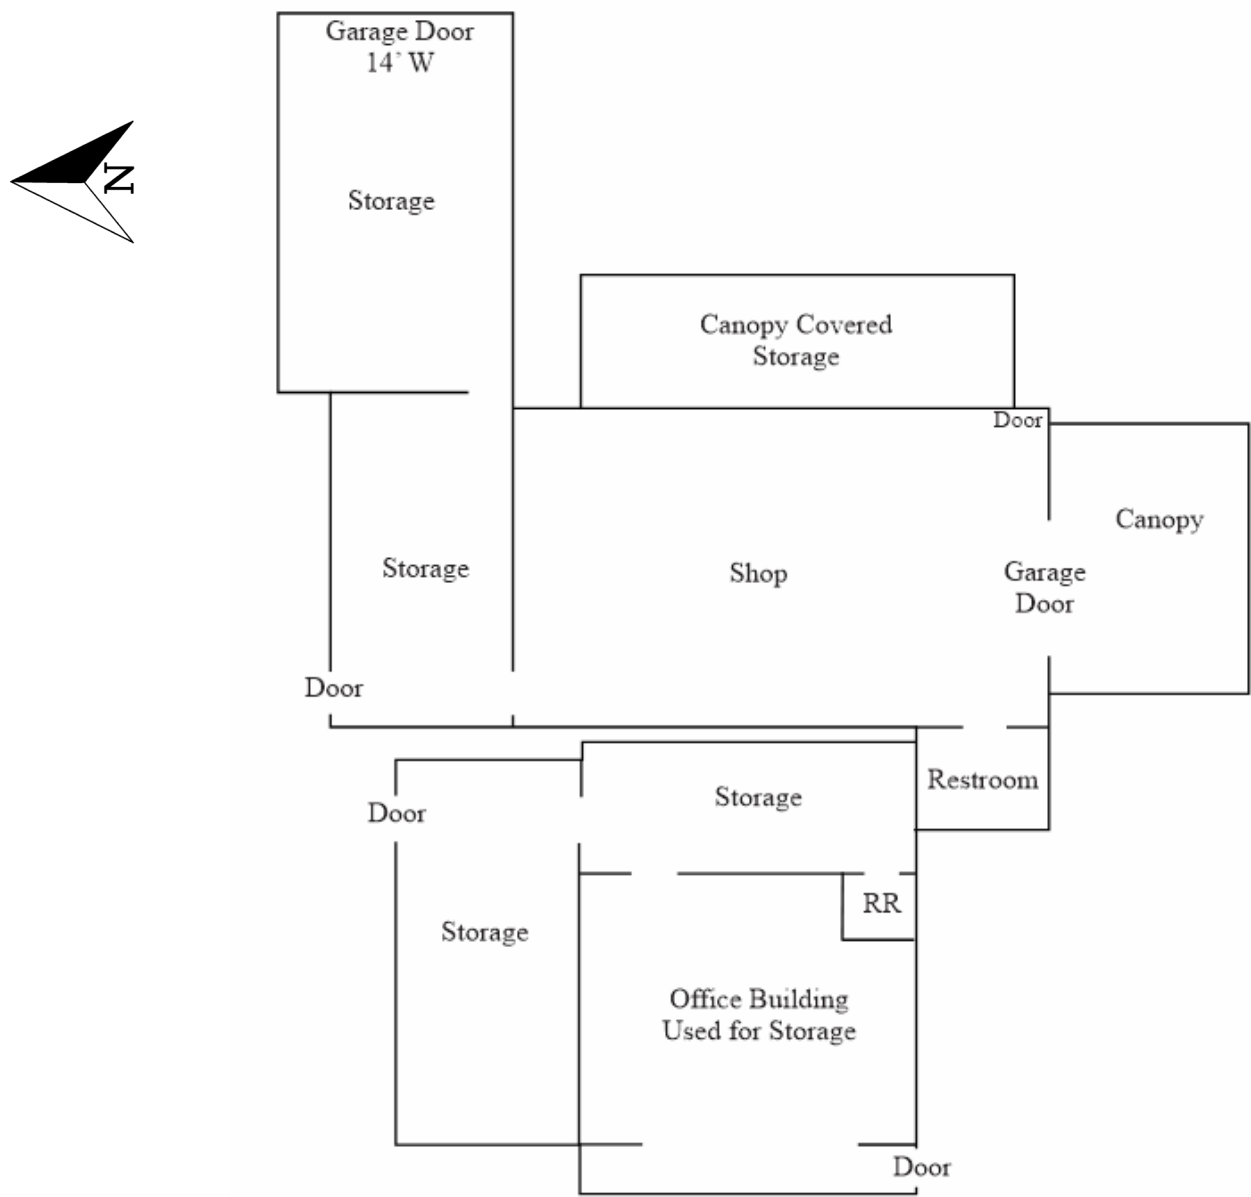 Garage Door
14' W
N
Storage
Canopy Covered
Storage
Door
Canopy
Storage
Shop
Garage
Door
Door
Restroom
Storage
Door
RR
Storage
Office Building
Used for Storage
Door